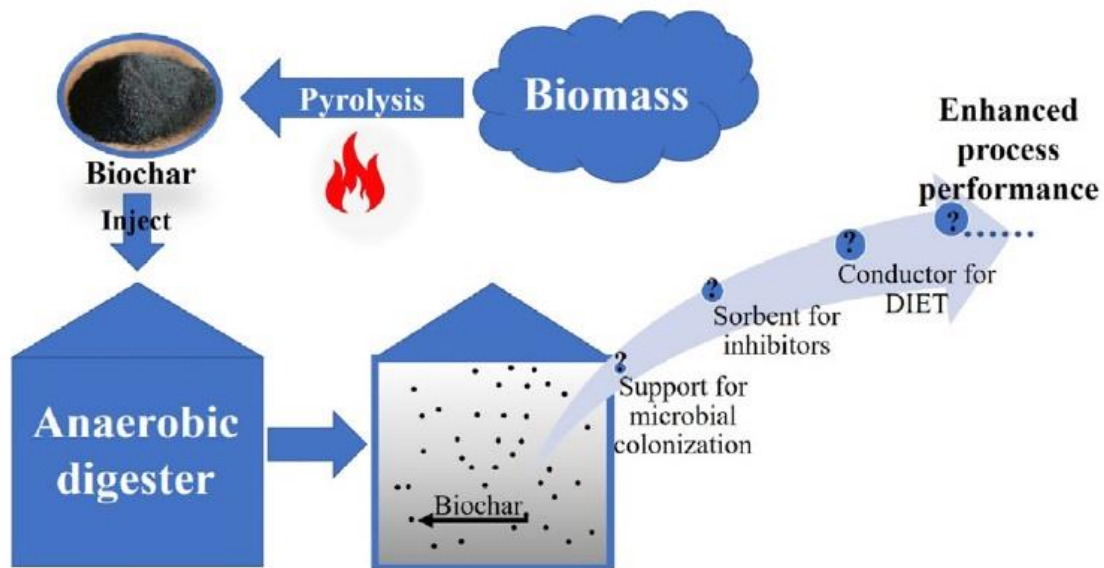 Pyrolysis
Biomass
Biochar
Inject
Enhanced
process
performance
?
?
Conductor for
DIET
?
Sorbent for
inhibitors
?
Support for
microbial
colonization
Anaerobic
digester
Biochar